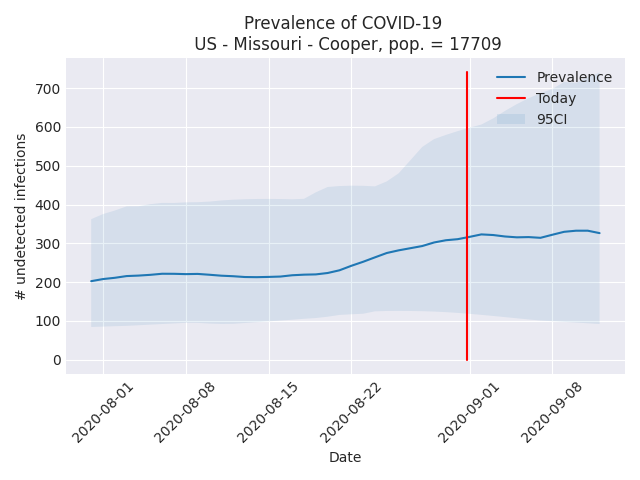 Prevalence of COVID-19
US - Missouri - Cooper, pop. = 17709
# undetected infections
700
600
500
400
300
200
100
0
Prevalence
Today
95CI
2020-08-01
2020-08-08
2020-08-15
2020-08-22
2020-09-01
2020-09-08
Date